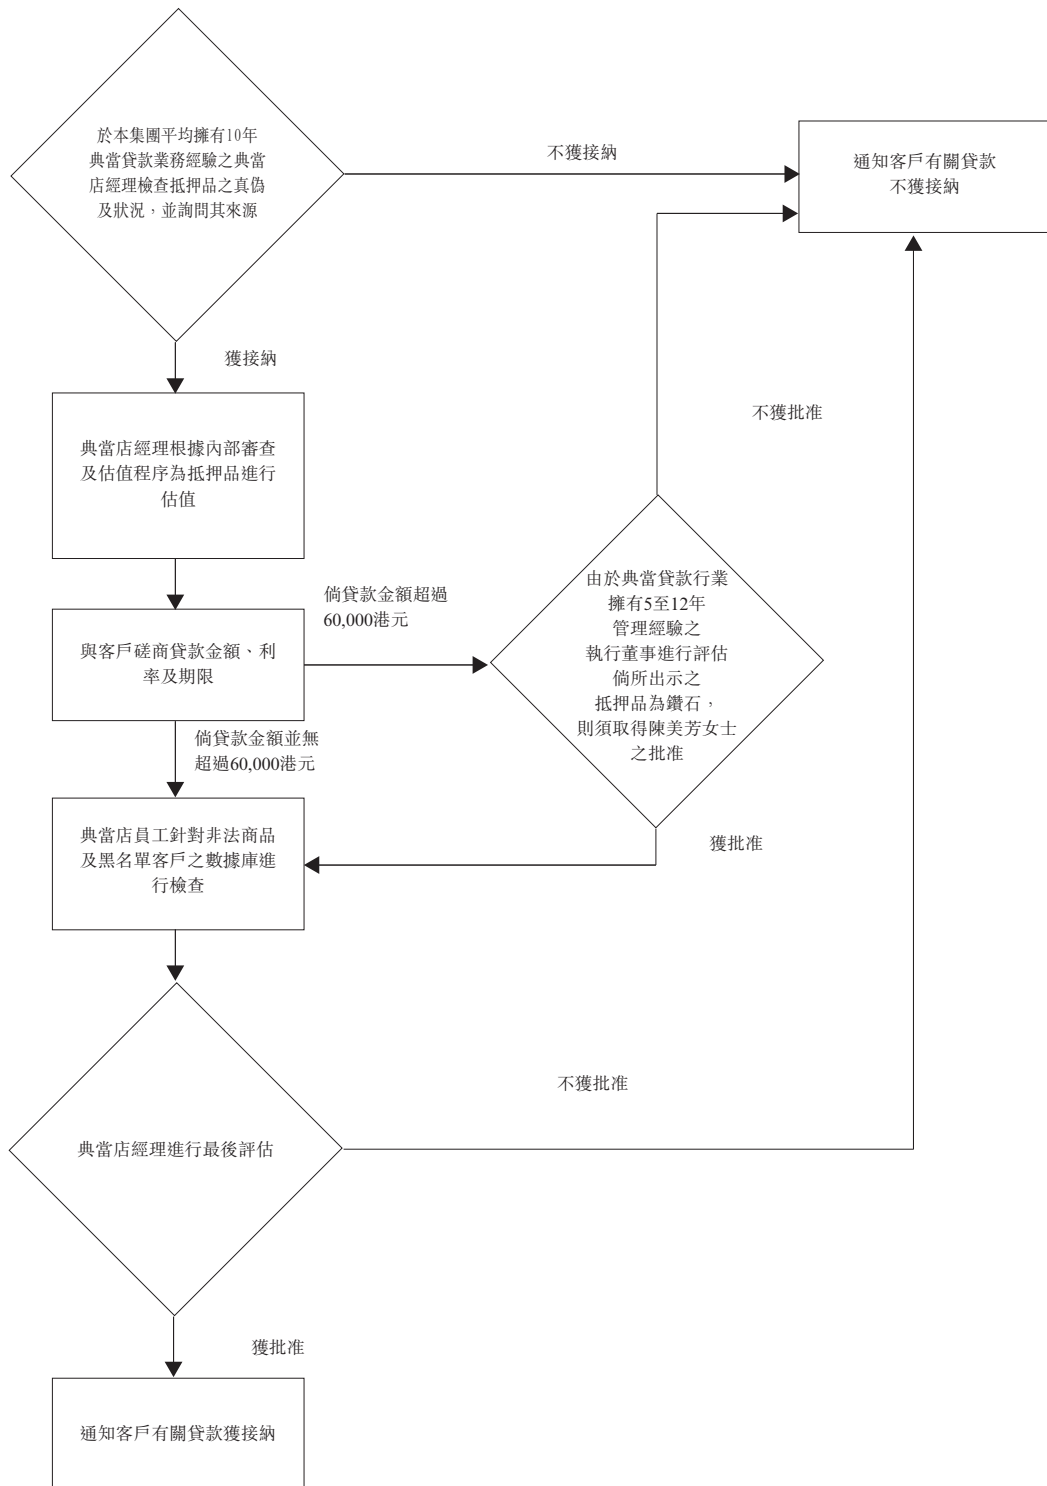 於本集團平均擁有10年
典當貸款業務經驗之典當
店經理檢查抵押品之真偽
及狀況，並詢問其來源
不獲接納
通知客戶有關貸款
不獲接納
獲接納
不獲批准
典當店經理根據內部審查
及估值程序為抵押品進行
估值
倘貸款金額超過
60,000港元
由於典當貸款行業
擁有5至12年
管理經驗之
執行董事進行評估
倘所出示之
抵押品為鑽石，
則須取得陳美芳女士
之批准
與客戶磋商貸款金額、利
率及期限
倘貸款金額並無
超過60,000港元
典當店員工針對非法商品
及黑名單客戶之數據庫進
行檢查
獲批准
不獲批准
典當店經理進行最後評估
獲批准
通知客戶有關貸款獲接納